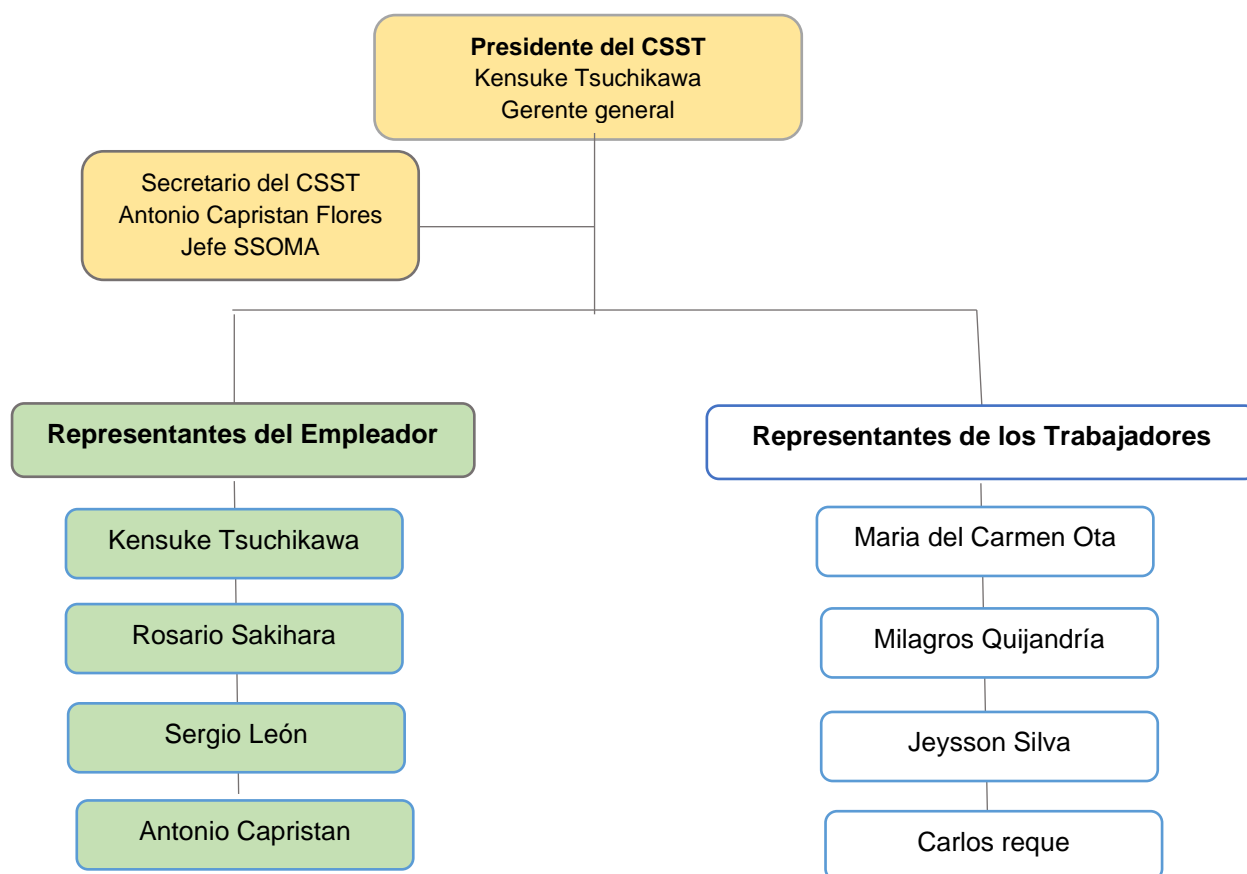 Presidente del CSST
Kensuke Tsuchikawa
Gerente general
Secretario del CSST
Antonio Capristan Flores
Jefe SSOMA
Representantes del Empleador
Kensuke Tsuchikawa
Rosario Sakihara
Sergio León
Antonio Capristan
Representantes de los Trabajadores
Maria del Carmen Ota
Milagros Quijandría
Jeysson Silva
Carlos reque